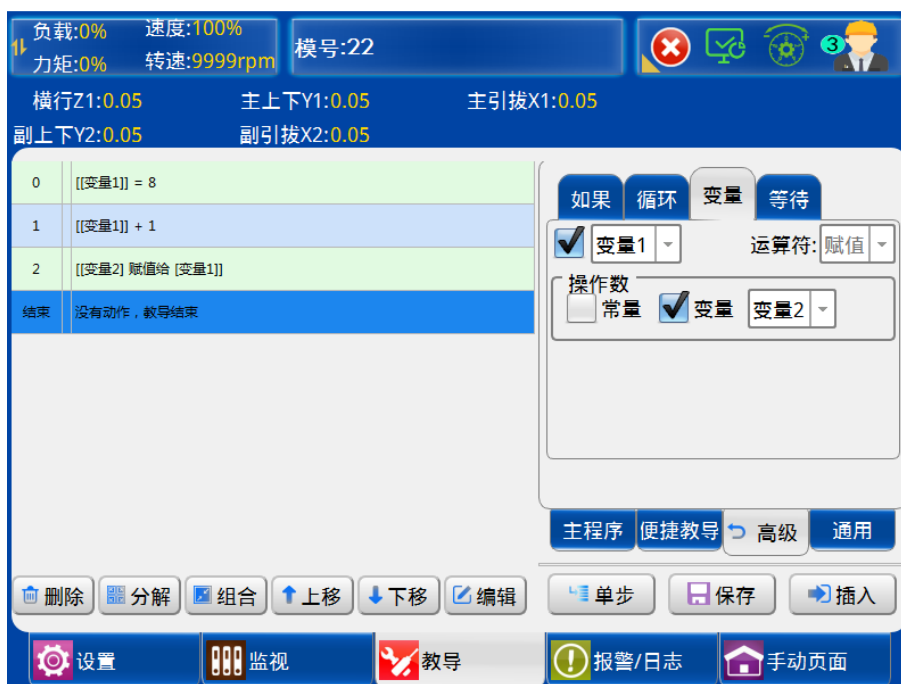 负载:0% 速度:100%
力矩:0% 转速:9999rpm
模号:22
3
横行Z1:0.05 主上下Y1:0.05 主引拔X1:0.05
副上下Y2:0.05 副引拔X2:0.05
0 [[变量1]] = 8
1 [[变量1]] + 1
2 [[变量2] 赋值给 [变量1]]
结束 没有动作，教导结束
如果 循环 变量 等待
变量1 运算符: 赋值
操作数
常量 变量 变量2
主程序 便捷教导 高级 通用
删除 分解 组合 上移 下移 编辑 单步 保存 插入
设置 监视 教导 报警/日志 手动页面